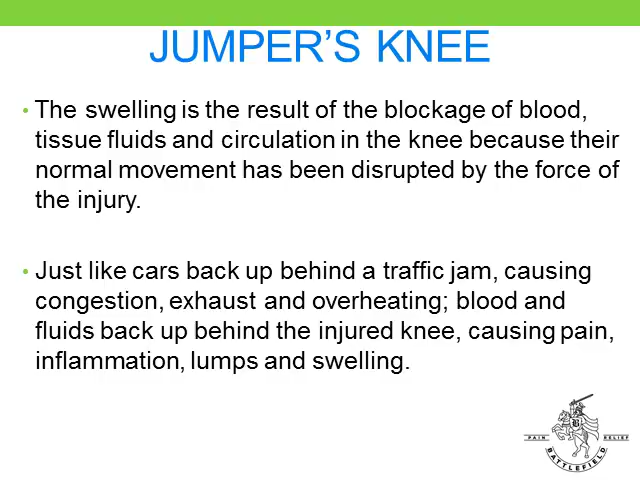 JUMPER’S KNEE
• The swelling is the result of the blockage of blood,
tissue fluids and circulation in the knee because their
normal movement has been disrupted by the force of
the injury.
• Just like cars back up behind a traffic jam, causing
congestion, exhaust and overheating; blood and
fluids back up behind the injured knee, causing pain,
inflammation, lumps and swelling.
B
PAIN RELIEF
BATTLEFIELD